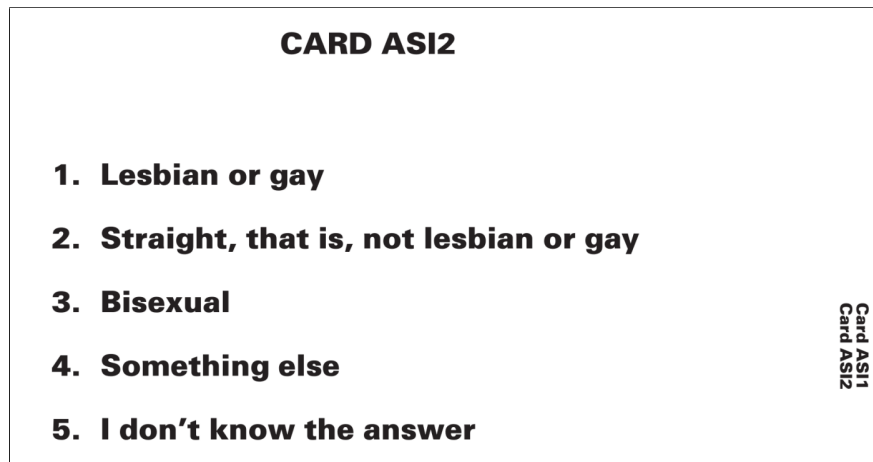 CARD ASI2
1. Lesbian or gay
2. Straight, that is, not lesbian or gay
3. Bisexual
4. Something else
5. I don’t know the answer
Card ASI1
Card ASI2